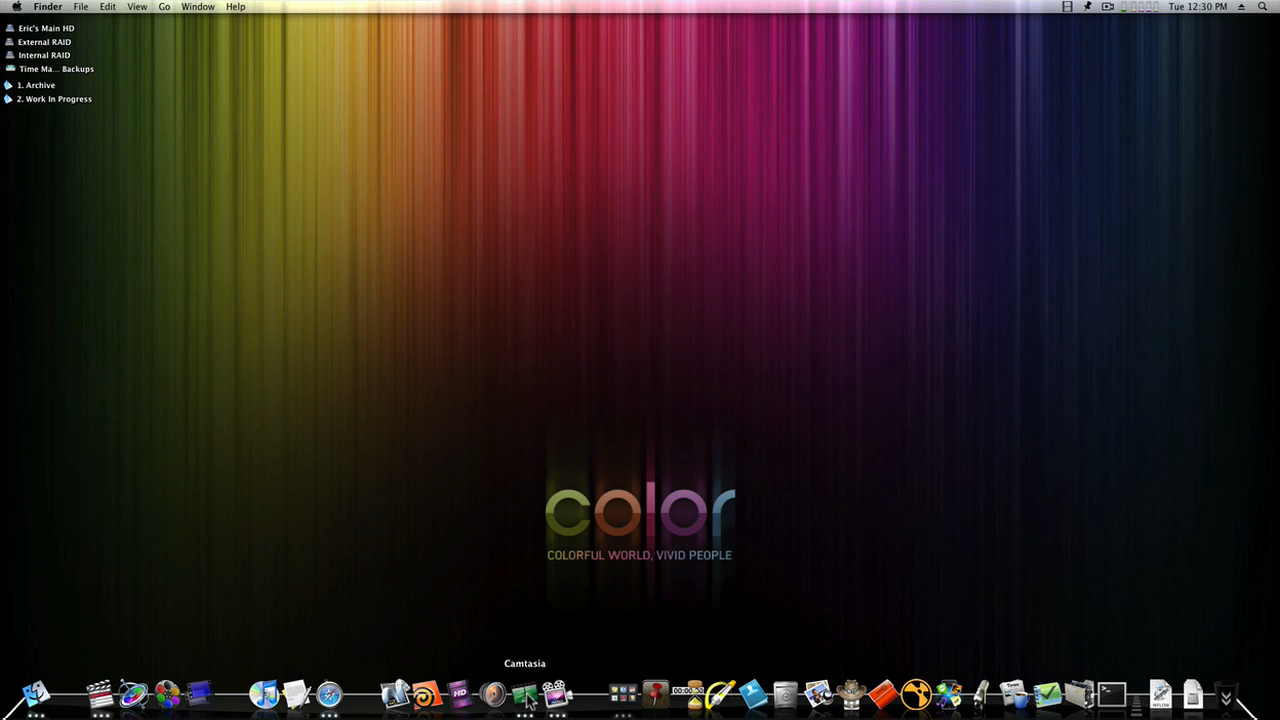 Finder File Edit View Go Window Help Tue 12:30 PM
Eric's Main HD
External RAID
Internal RAID
Time Ma... Backups
1. Archive
2. Work In Progress
color
COLORFUL WORLD, VIVID PEOPLE
Camtasia
HD